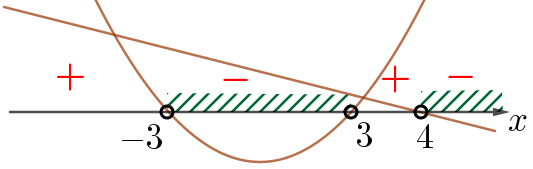 + − + −
−3 3 4 x